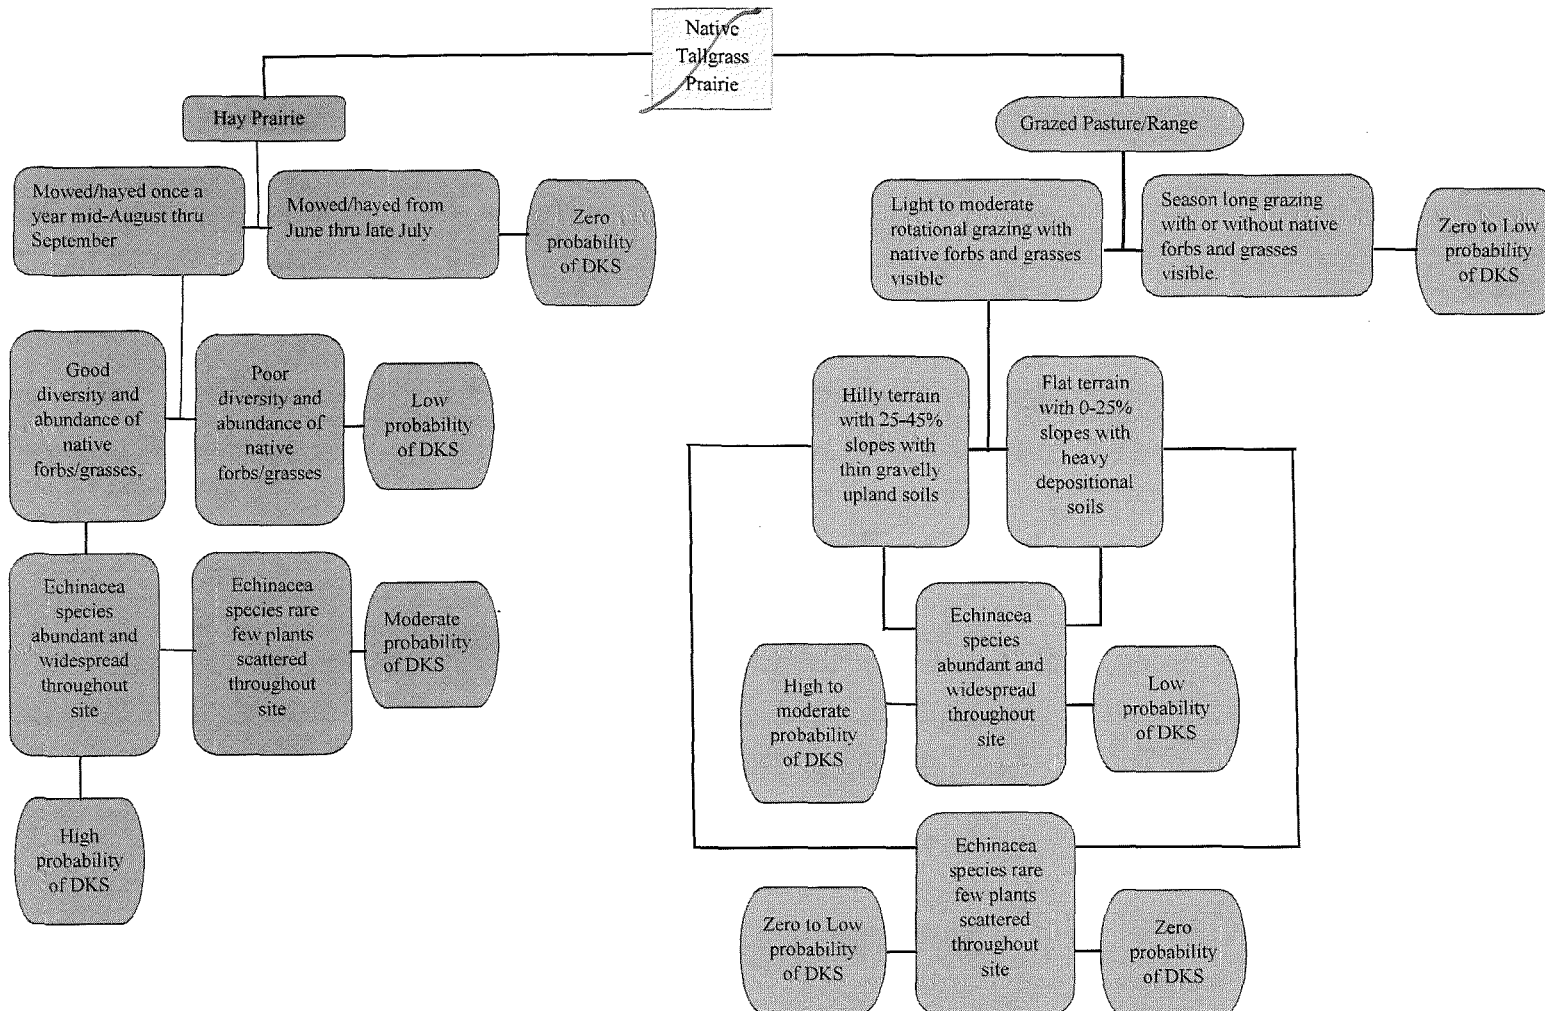 Native
Tallgrass
Prairie
Hay Prairie
Grazed Pasture/Range
Mowed/hayed once a
year mid-August thru
September
Mowed/hayed from
June thru late July
Zero
probability
of DKS
Light to moderate
rotational grazing with
native forbs and grasses
visible
Season long grazing
with or without native
forbs and grasses
visible.
Zero to Low
probability
of DKS
Good
diversity and
abundance of
native
forbs/grasses.
Poor
diversity and
abundance of
native
forbs/grasses
Low
probability
of DKS
Hilly terrain
with 25-45%
slopes with
thin gravelly
upland soils
Flat terrain
with 0-25%
slopes with
heavy
depositional
soils
Echinacea
species
abundant and
widespread
throughout
site
Echinacea
species rare
few plants
scattered
throughout
site
Moderate
probability
of DKS
Echinacea
species
abundant and
widespread
throughout
site
High to
moderate
probability
of DKS
Low
probability
of DKS
High
probability
of DKS
Echinacea
species rare
few plants
scattered
throughout
site
Zero to Low
probability
of DKS
Zero
probability
of DKS